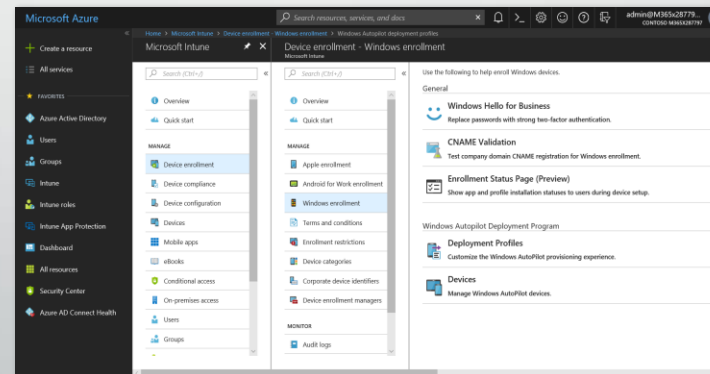 Microsoft Azure
Search resources, services, and docs
admin@M365x28779...
CONTOSO M365X287797
Home > Microsoft Intune > Device enrollment - Windows enrollment > Windows Autopilot deployment profiles
Create a resource
All services
FAVORITES
Azure Active Directory
Users
Groups
Intune
Intune roles
Intune App Protection
Dashboard
All resources
Security Center
Azure AD Connect Health
Microsoft Intune
Search (Ctrl+/)
Overview
Quick start
MANAGE
Device enrollment
Device compliance
Device configuration
Devices
Mobile apps
eBooks
Conditional access
On-premises access
Users
Groups
Device enrollment - Windows enrollment
Microsoft Intune
Search (Ctrl+/)
Overview
Quick start
MANAGE
Apple enrollment
Android for Work enrollment
Windows enrollment
Terms and conditions
Enrollment restrictions
Device categories
Corporate device identifiers
Device enrollment managers
MONITOR
Audit logs
Use the following to help enroll Windows devices.
General
Windows Hello for Business
Replace passwords with strong two-factor authentication.
CNAME Validation
Test company domain CNAME registration for Windows enrollment.
Enrollment Status Page (Preview)
Show app and profile installation statuses to users during device setup.
Windows Autopilot Deployment Program
Deployment Profiles
Customize the Windows AutoPilot provisioning experience.
Devices
Manage Windows AutoPilot devices.